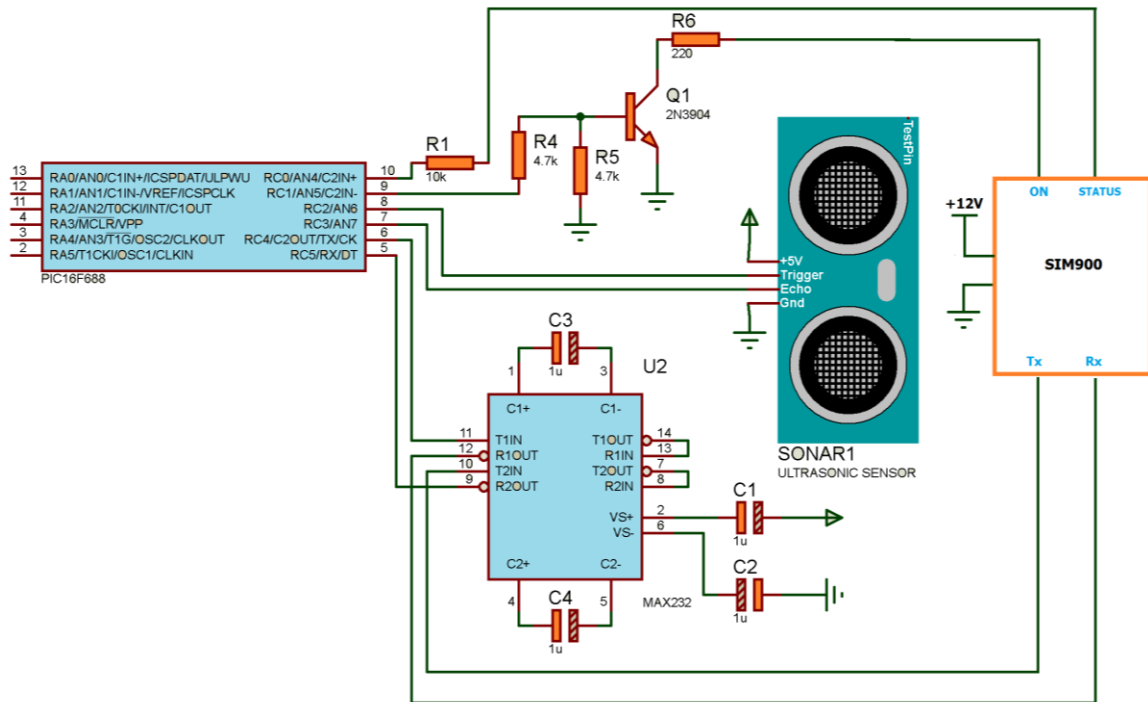 R6
220
Q1
2N3904
R1
10k
R4
4.7k
R5
4.7k
13 RA0/AN0/C1IN+/ICSPDAT/ULPWU RC0/AN4/C2IN+ 10
12 RA1/AN1/C1IN-/VREF/ICSPCLK RC1/AN5/C2IN- 9
11 RA2/AN2/T0CKI/INT/C1OUT RC2/AN6 8
4 RA3/MCLR/VPP RC3/AN7 7
3 RA4/AN3/T1G/OSC2/CLKOUT RC4/C2OUT/TX/CK 6
2 RA5/T1CKI/OSC1/CLKIN RC5/RX/DT 5
PIC16F688
TestPin
+5V
Trigger
Echo
Gnd
SONAR1
ULTRASONIC SENSOR
ON STATUS
+12V
SIM900
Tx Rx
C3
1u
U2
1 3
C1+ C1-
11 T1IN T1OUT 14
12 R1OUT R1IN 13
10 T2IN T2OUT 7
9 R2OUT R2IN 8
VS+ 2
VS- 6
C2+ C2-
4 5
MAX232
C4
1u
C1
1u
C2
1u